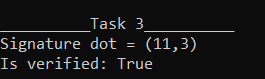 __________Task 3__________
Signature dot = (11,3)
Is verified: True